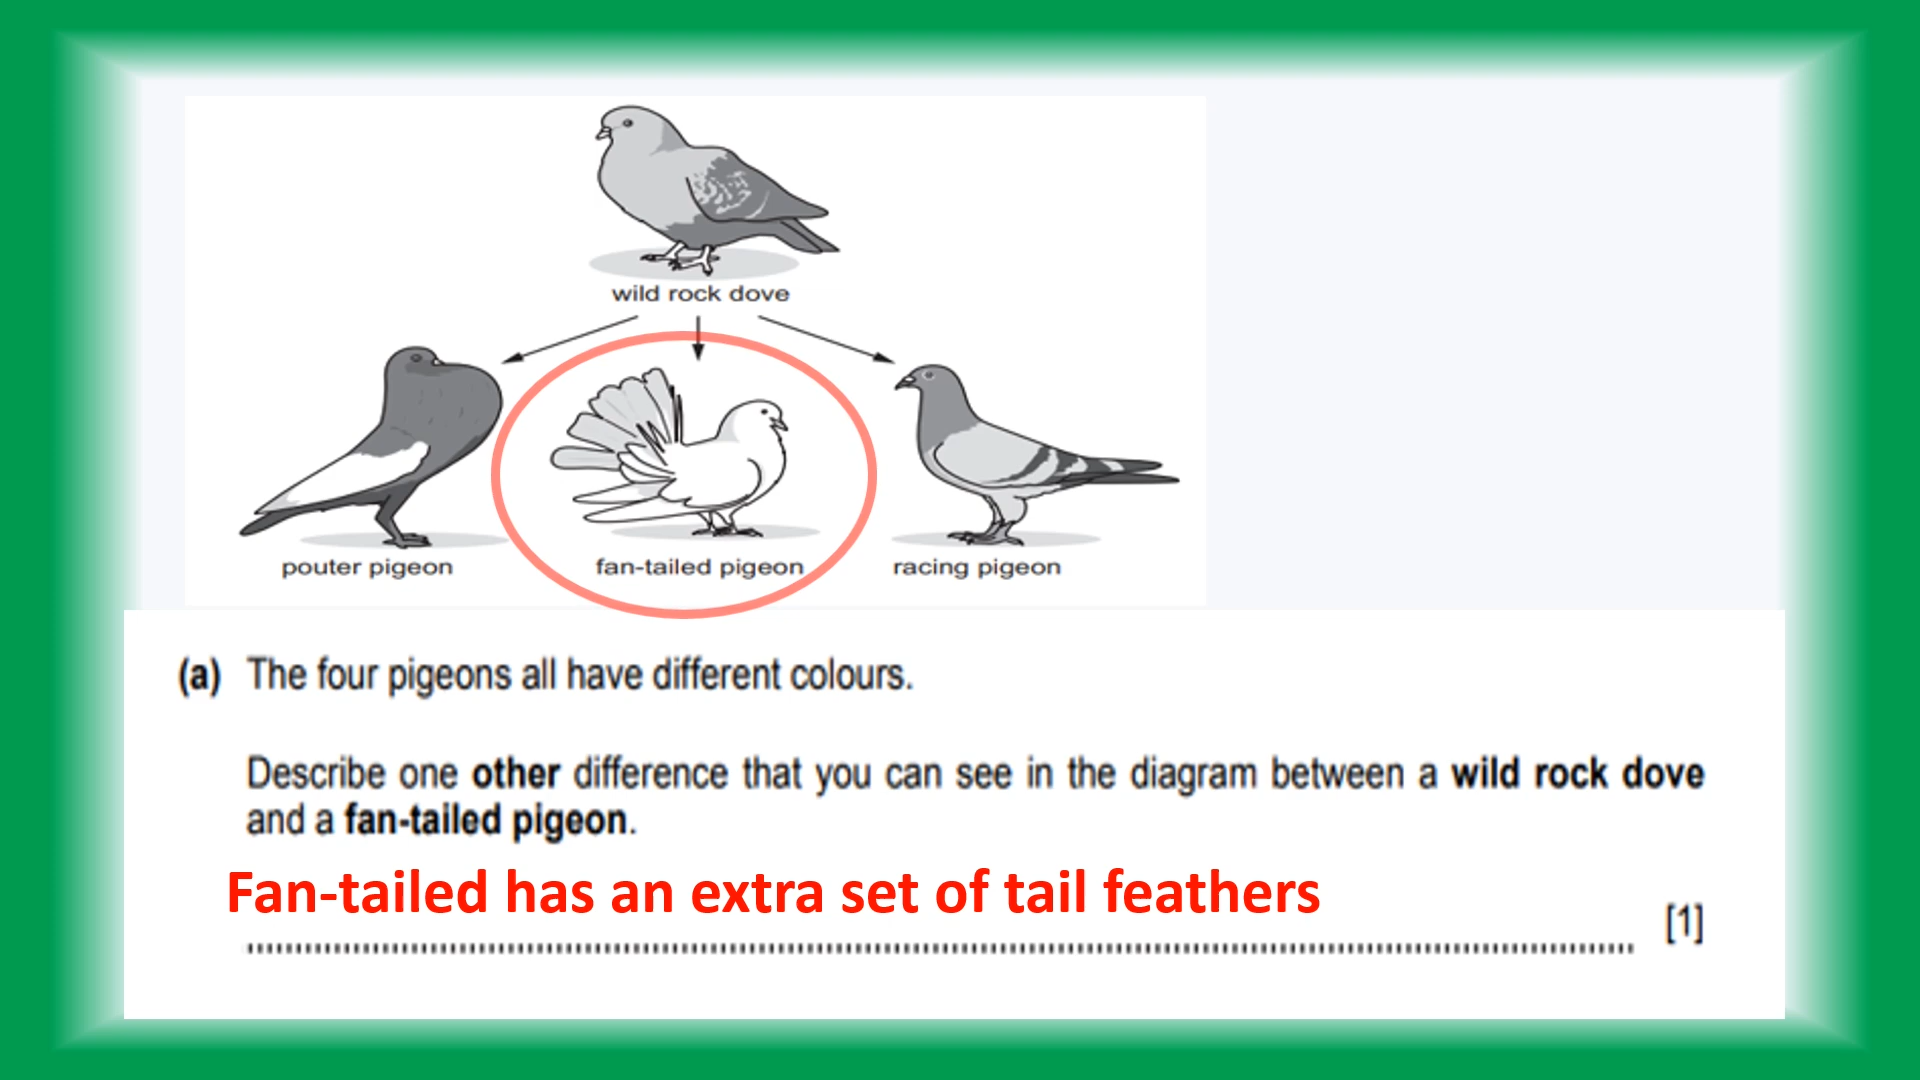 wild rock dove
pouter pigeon
fan-tailed pigeon
racing pigeon
(a) The four pigeons all have different colours.
Describe one other difference that you can see in the diagram between a wild rock dove
and a fan-tailed pigeon.
Fan-tailed has an extra set of tail feathers
[1]